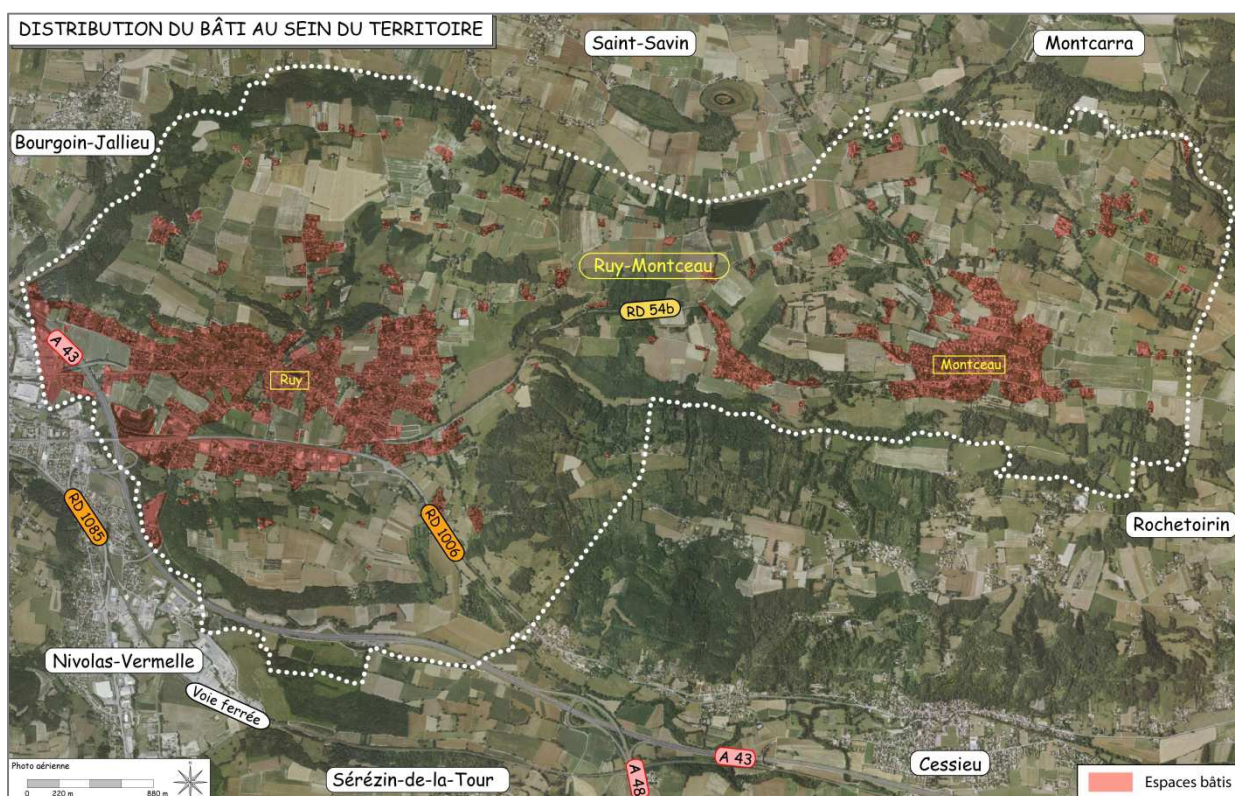 DISTRIBUTION DU BÂTI AU SEIN DU TERRITOIRE
Saint-Savin
Montcarra
Bourgoin-Jallieu
Ruy-Montceau
RD 54b
A 43
Ruy
Montceau
RD 1085
RD 1006
Rochetoirin
Nivolas-Vermelle
Voie ferrée
A 43
Cessieu
A 48
Sérézin-de-la-Tour
Photo aérienne
0 220 m 880 m
Espaces bâtis